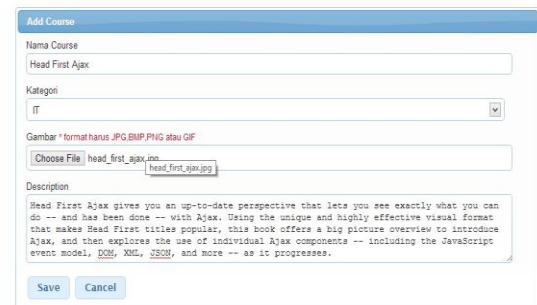 Add Course
Nama Course
Head First Ajax
Kategori
IT
Gambar * format harus JPG,BMP,PNG atau GIF
Choose File head_first_ajax.jpg
head_first_ajax.jpg
Description
Head First Ajax gives you an up-to-date perspective that lets you see exactly what you can
do -- and has been done -- with Ajax. Using the unique and highly effective visual format
that makes Head First titles popular, this book offers a big picture overview to introduce
Ajax, and then explores the use of individual Ajax components -- including the JavaScript
event model, DOM, XML, JSON, and more -- as it progresses.
Save Cancel